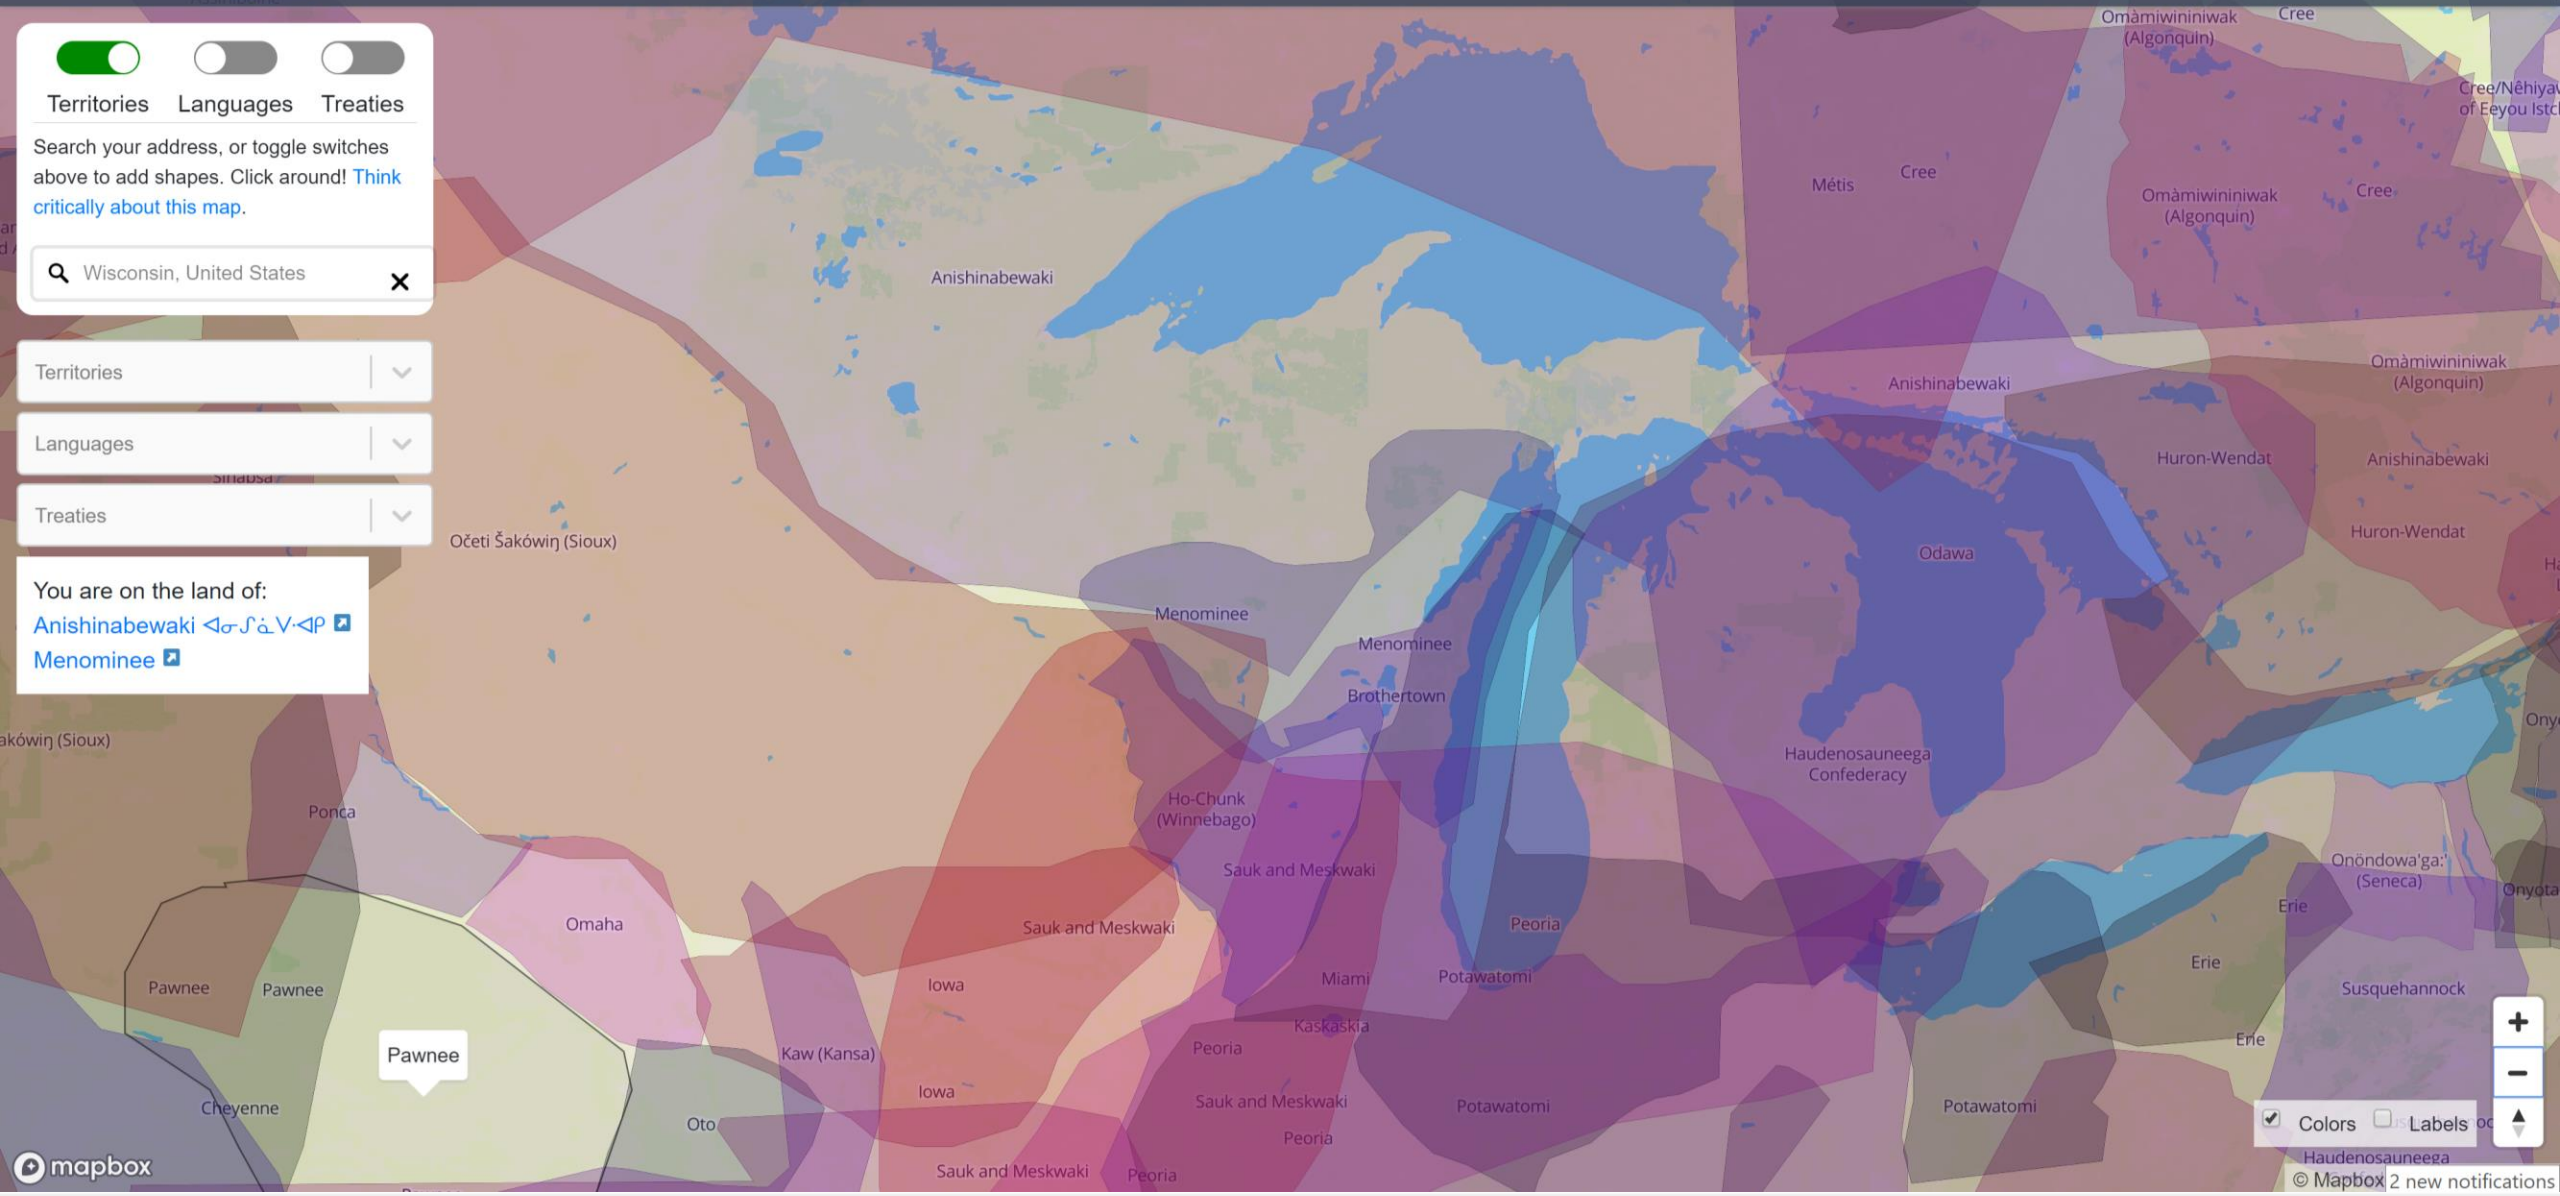 Territories Languages Treaties
Search your address, or toggle switches
above to add shapes. Click around! Think
critically about this map.
Wisconsin, United States
Territories
Languages
Treaties
You are on the land of:
Anishinabewaki ᐊᓂᔑᓈᐯᐧᐊᑭ
Menominee
Omàmiwininiwak
(Algonquin)
Cree
Cree/Nêhiyaw
of Eeyou Istc
Métis
Cree
Omàmiwininiwak
(Algonquin)
Cree
Anishinabewaki
Anishinabewaki
Omàmiwininiwak
(Algonquin)
Huron-Wendat
Anishinabewaki
Huron-Wendat
Očeti Šakówiŋ (Sioux)
Odawa
Menominee
Menominee
Brothertown
akówiŋ (Sioux)
Haudenosauneega
Confederacy
Ponca
Ho-Chunk
(Winnebago)
Sauk and Meskwaki
Onöndowa'ga:'
(Seneca)
Onyota
Erie
Omaha
Sauk and Meskwaki
Peoria
Erie
Pawnee
Pawnee
Iowa
Miami
Potawatomi
Susquehannock
Kaskaskia
Erie
Pawnee
Kaw (Kansa)
Peoria
Iowa
Sauk and Meskwaki
Potawatomi
Potawatomi
Cheyenne
Oto
Peoria
Colors Labels
Sauk and Meskwaki
Peoria
Haudenosauneega
mapbox
© Mapbox
2 new notifications